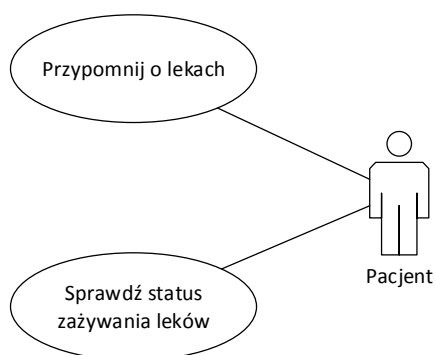 Przypomnij o lekach
Pacjent
Sprawdź status
zażywania leków